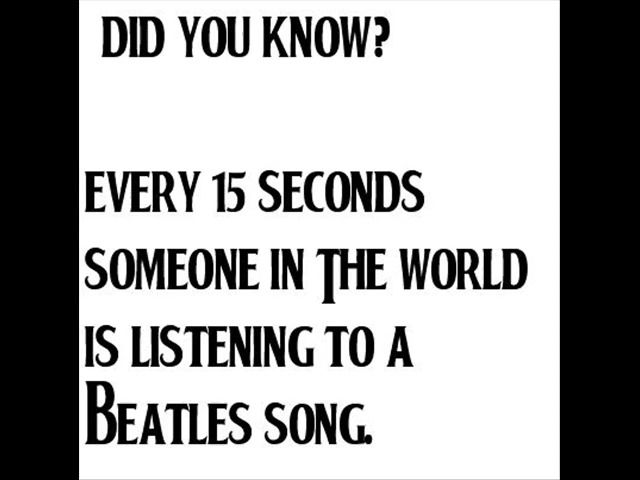 DID YOU KNOW?
EVERY 15 SECONDS
SOMEONE IN THE WORLD
IS LISTENING TO A
BEATLES SONG.